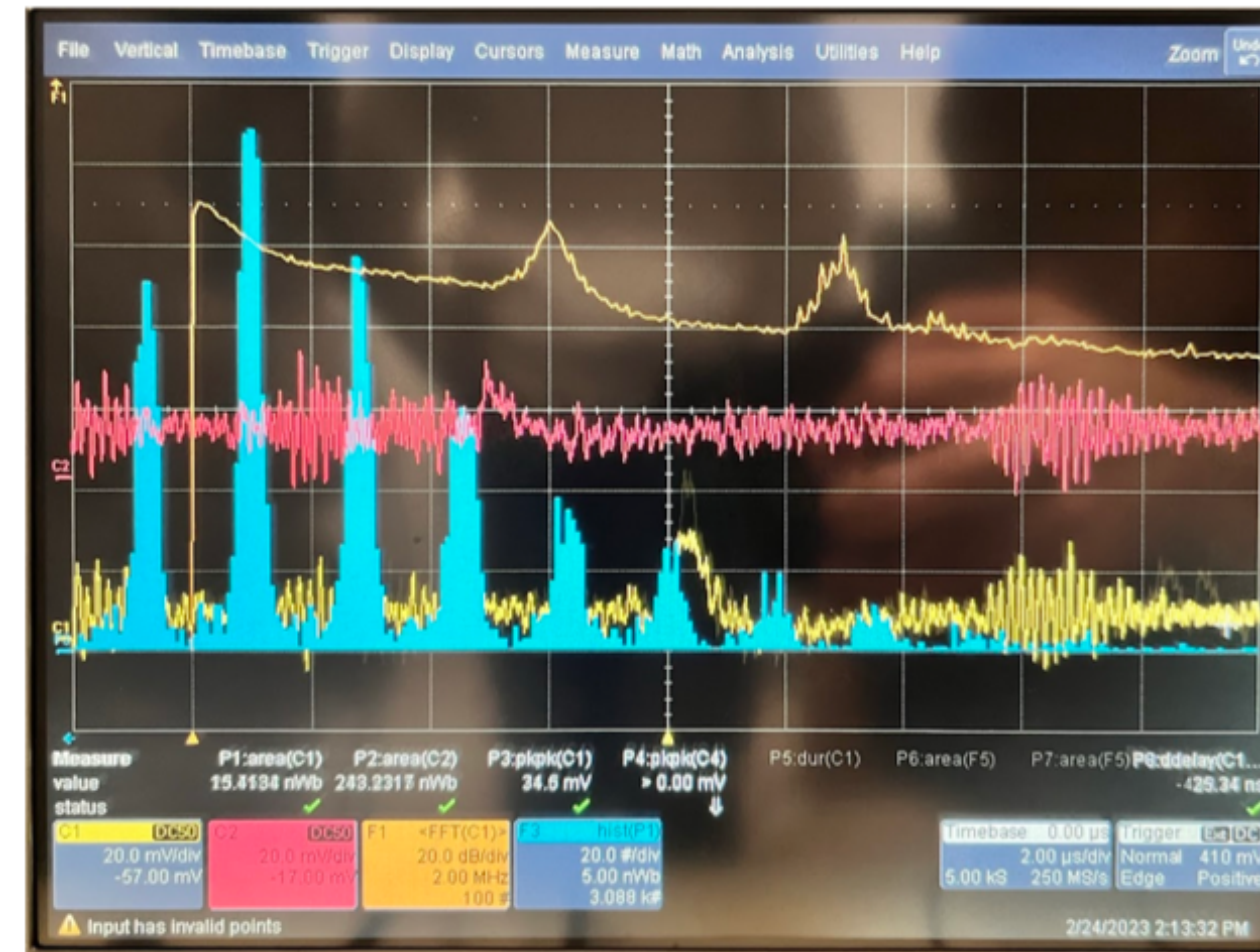 File Vertical Timebase Trigger Display Cursors Measure Math Analysis Utilities Help Zoom
F1
C2
C1
Measure P1:area(C1) P2:area(C2) P3:pkpk(C1) P4:pkpk(C4) P5:dur(C1) P6:area(F5) P7:area(F5) P8:ddelay(C1...
value 15.4134 nWb 243.2317 nWb 34.6 mV > 0.00 mV -425.34 ns
status
C1 DC50 C2 DC50 F1 <FFT(C1)> F3 hist(P1) Timebase 0.00 µs Trigger Ext DC
20.0 mV/div 20.0 mV/div 20.0 dB/div 20.0 #/div 2.00 µs/div Normal 410 mV
-57.00 mV -17.00 mV 2.00 MHz 5.00 nWb 5.00 kS 250 MS/s Edge Positive
100 # 3.088 k#
Input has invalid points 2/24/2023 2:13:32 PM